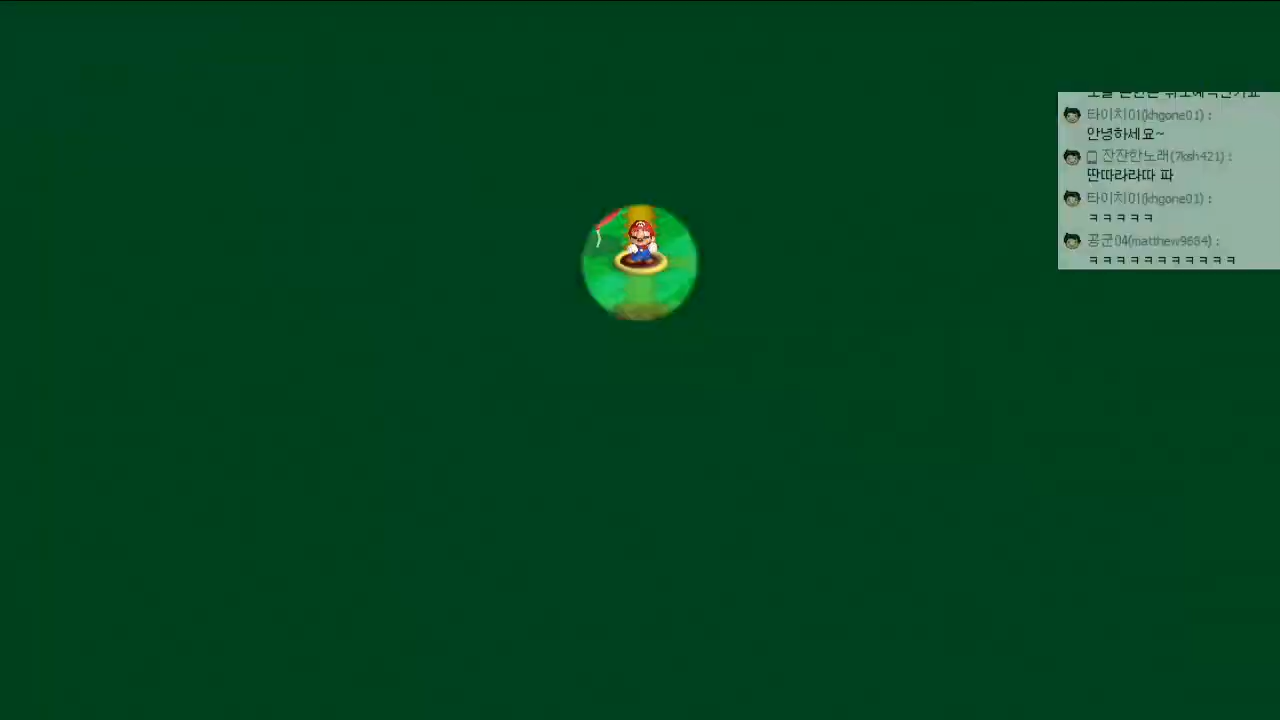 타이치01(khgone01) :
안녕하세요~
잔잔한노래(7ksh421) :
딴따라라따 파
타이치01(khgone01) :
ㅋㅋㅋㅋㅋ
공군04(matthew9684) :
ㅋㅋㅋㅋㅋㅋㅋㅋㅋㅋㅋ